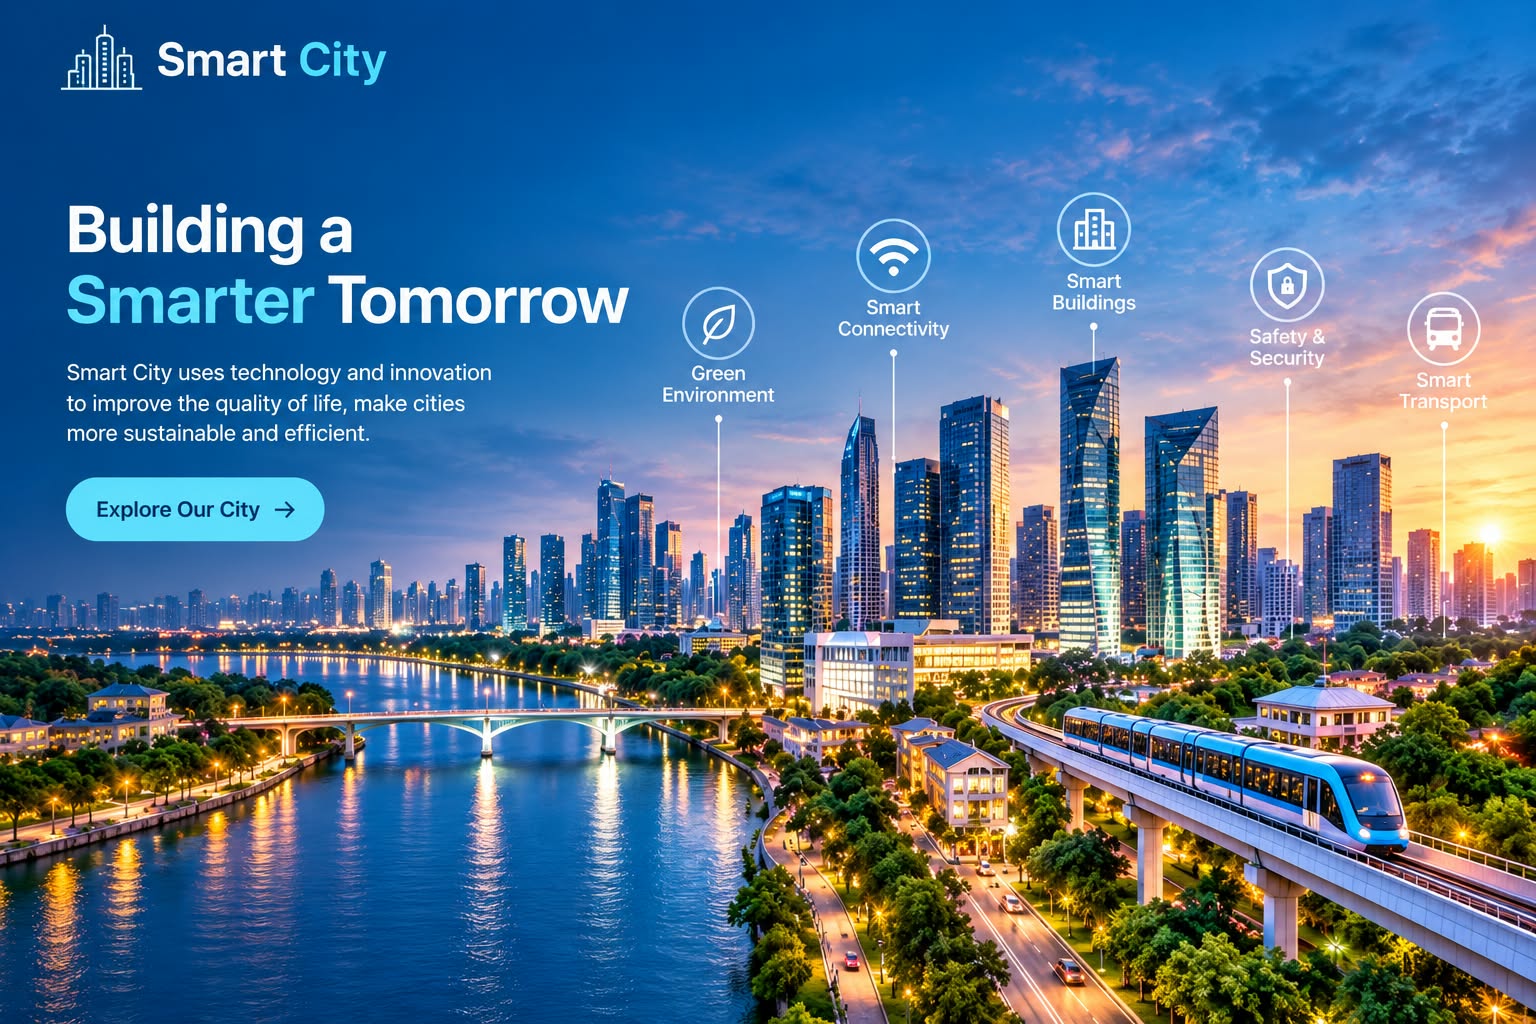 Smart City
Building a
Smarter Tomorrow
Smart City uses technology and innovation
to improve the quality of life, make cities
more sustainable and efficient.
Explore Our City →
Green
Environment
Smart
Connectivity
Smart
Buildings
Safety &
Security
Smart
Transport